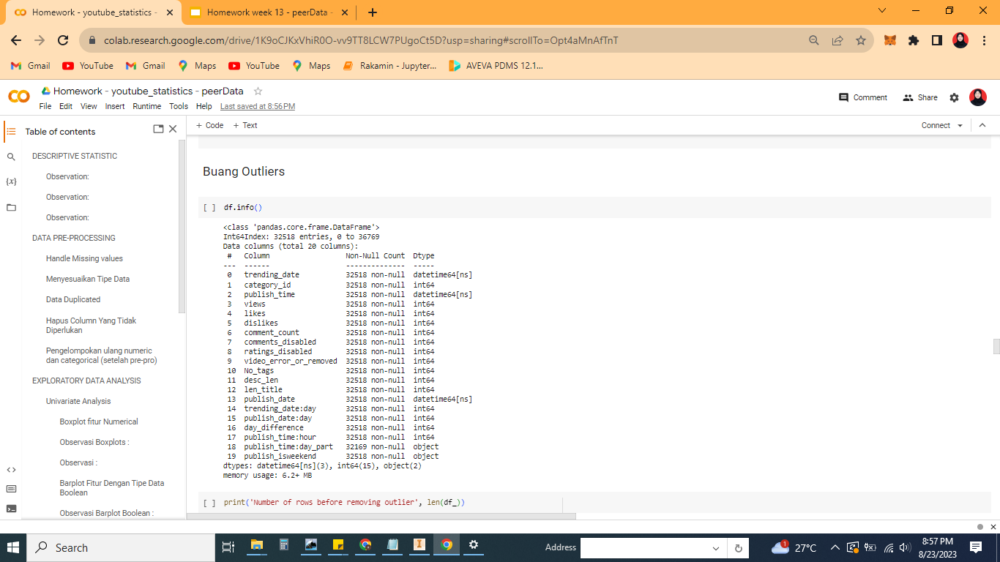 Homework - youtube_statistics -
Homework week 13 - peerData -
colab.research.google.com/drive/1K9oCJKxVhiR0O-vv9TT8LCW7PUgoCt5D?usp=sharing#scrollTo=Opt4aMnAfTnT
Gmail YouTube Gmail Maps YouTube Maps Rakamin - Jupyter... AVEVA PDMS 12.1...
Homework - youtube_statistics - peerData
File Edit View Insert Runtime Tools Help Last saved at 8:56 PM
Comment Share
+ Code + Text
Connect
Table of contents
DESCRIPTIVE STATISTIC
Observation:
Observation:
Observation:
DATA PRE-PROCESSING
Handle Missing values
Menyesuaikan Tipe Data
Data Duplicated
Hapus Column Yang Tidak
Diperlukan
Pengelompokan ulang numeric
dan categorical (setelah pre-pro)
EXPLORATORY DATA ANALYSIS
Univariate Analysis
Boxplot fitur Numerical
Observasi Boxplots :
Observasi :
Barplot Fitur Dengan Tipe Data
Boolean
Observasi Barplot Boolean :
Buang Outliers
[ ] df.info()
<class 'pandas.core.frame.DataFrame'>
Int64Index: 32518 entries, 0 to 36769
Data columns (total 20 columns):
# Column Non-Null Count Dtype
--- ------ -------------- -----
0 trending_date 32518 non-null datetime64[ns]
1 category_id 32518 non-null int64
2 publish_time 32518 non-null datetime64[ns]
3 views 32518 non-null int64
4 likes 32518 non-null int64
5 dislikes 32518 non-null int64
6 comment_count 32518 non-null int64
7 comments_disabled 32518 non-null int64
8 ratings_disabled 32518 non-null int64
9 video_error_or_removed 32518 non-null int64
10 No_tags 32518 non-null int64
11 desc_len 32518 non-null int64
12 len_title 32518 non-null int64
13 publish_date 32518 non-null datetime64[ns]
14 trending_date:day 32518 non-null int64
15 publish_date:day 32518 non-null int64
16 day_difference 32518 non-null int64
17 publish_time:hour 32518 non-null int64
18 publish_time:day_part 32169 non-null object
19 publish_isweekend 32518 non-null object
dtypes: datetime64[ns](3), int64(15), object(2)
memory usage: 6.2+ MB
[ ] print('Number of rows before removing outlier', len(df_))
Search
Address
1
27°C
8:57 PM
8/23/2023